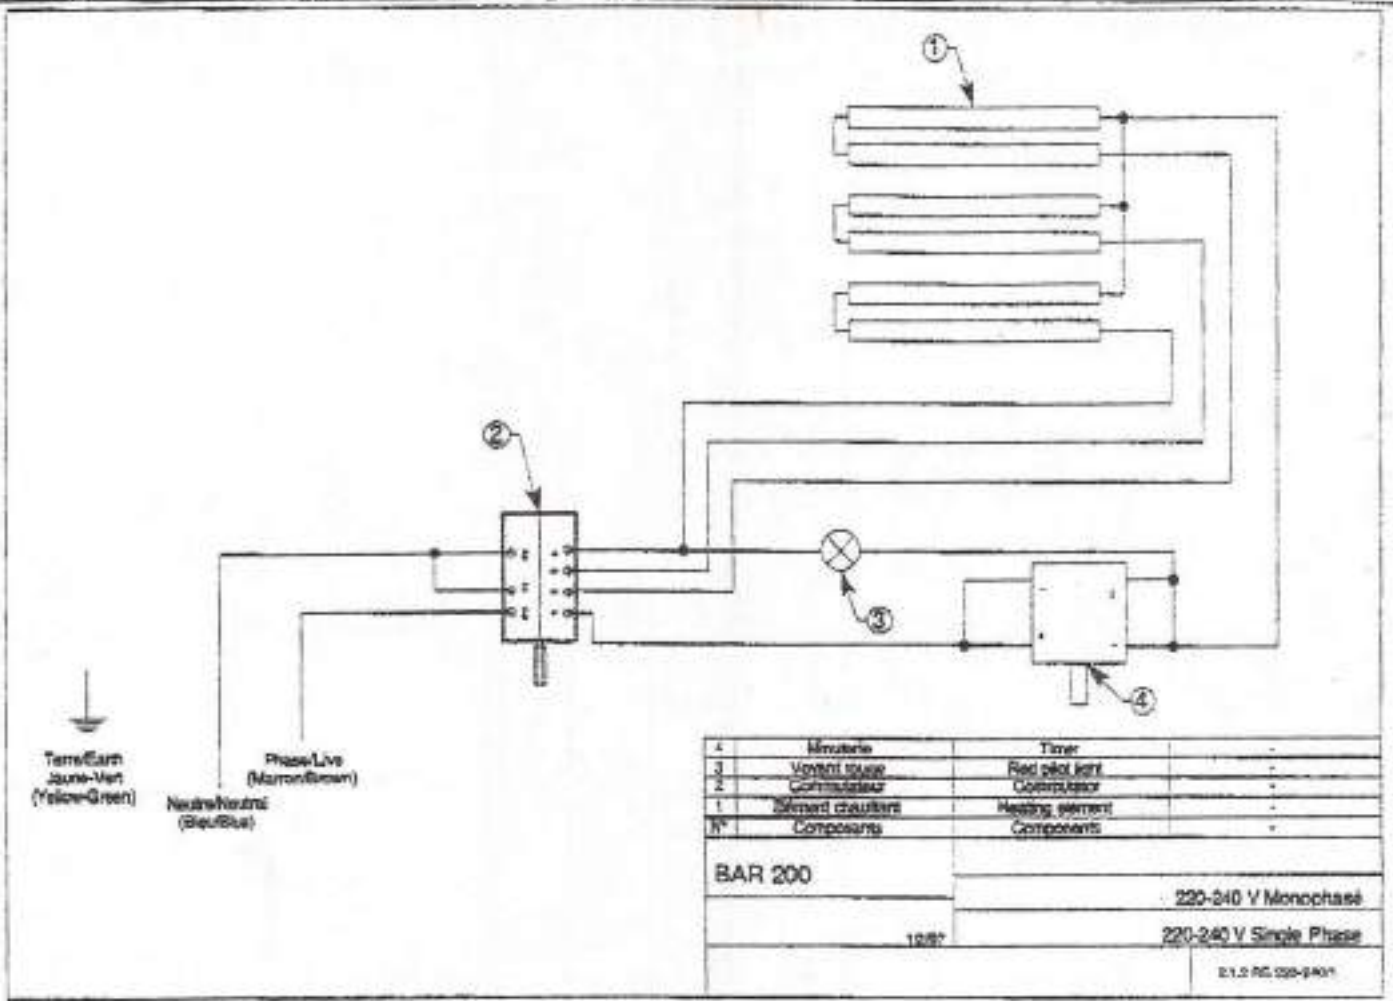 1
2
3
4
Terre/Earth
Jaune-Vert
(Yellow-Green)
Neutre/Neutral
(Bleu/Blue)
Phase/Live
(Marron/Brown)
4 Minuterie Timer -
3 Voyant rouge Red pilot light -
2 Commutateur Commutator -
1 Elément chauffant Heating element -
N° Composants Components -
BAR 200
220-240 V Monophasé
12/97
220-240 V Single Phase